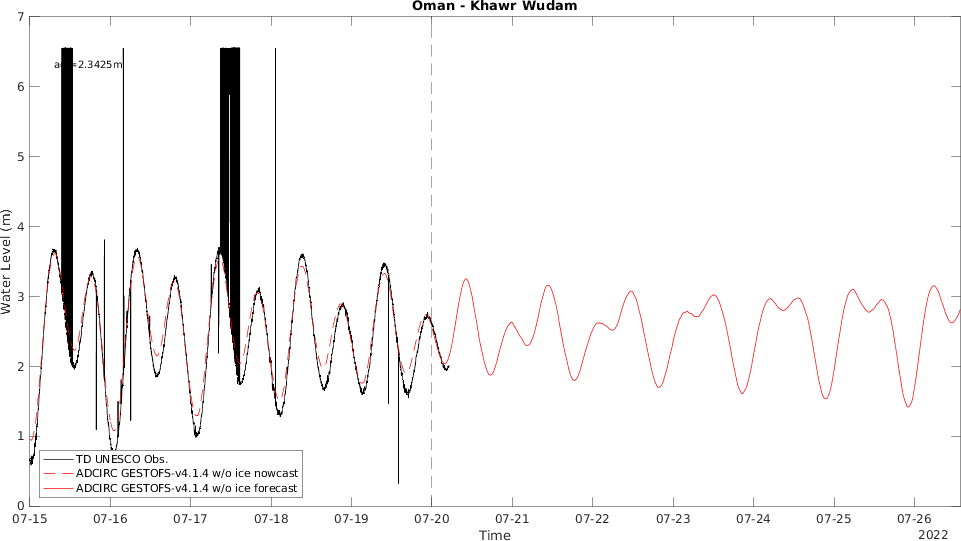 Oman - Khawr Wudam
7
6
5
4
3
2
1
0
Water Level (m)
=2.3425m
TD UNESCO Obs.
ADCIRC GESTOFS-v4.1.4 w/o ice nowcast
ADCIRC GESTOFS-v4.1.4 w/o ice forecast
07-15 07-16 07-17 07-18 07-19 07-20 07-21 07-22 07-23 07-24 07-25 07-26
Time
2022